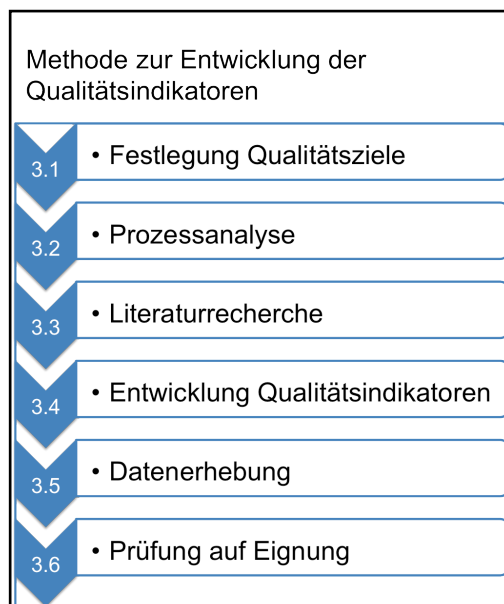 Methode zur Entwicklung der
Qualitätsindikatoren
3.1 • Festlegung Qualitätsziele
3.2 • Prozessanalyse
3.3 • Literaturrecherche
3.4 • Entwicklung Qualitätsindikatoren
3.5 • Datenerhebung
3.6 • Prüfung auf Eignung